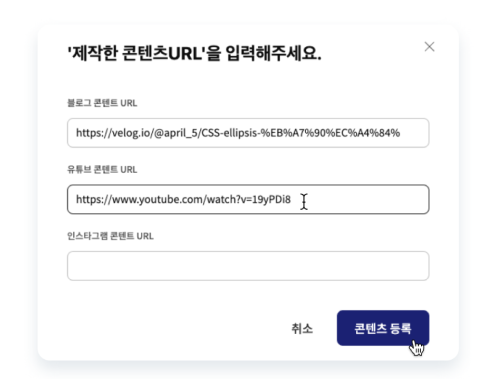 '제작한 콘텐츠URL'을 입력해주세요.
블로그 콘텐트 URL
https://velog.io/@april_5/CSS-ellipsis-%EB%A7%90%EC%A4%84%
유튜브 콘텐트 URL
https://www.youtube.com/watch?v=19yPDi8
인스타그램 콘텐트 URL
취소
콘텐츠 등록